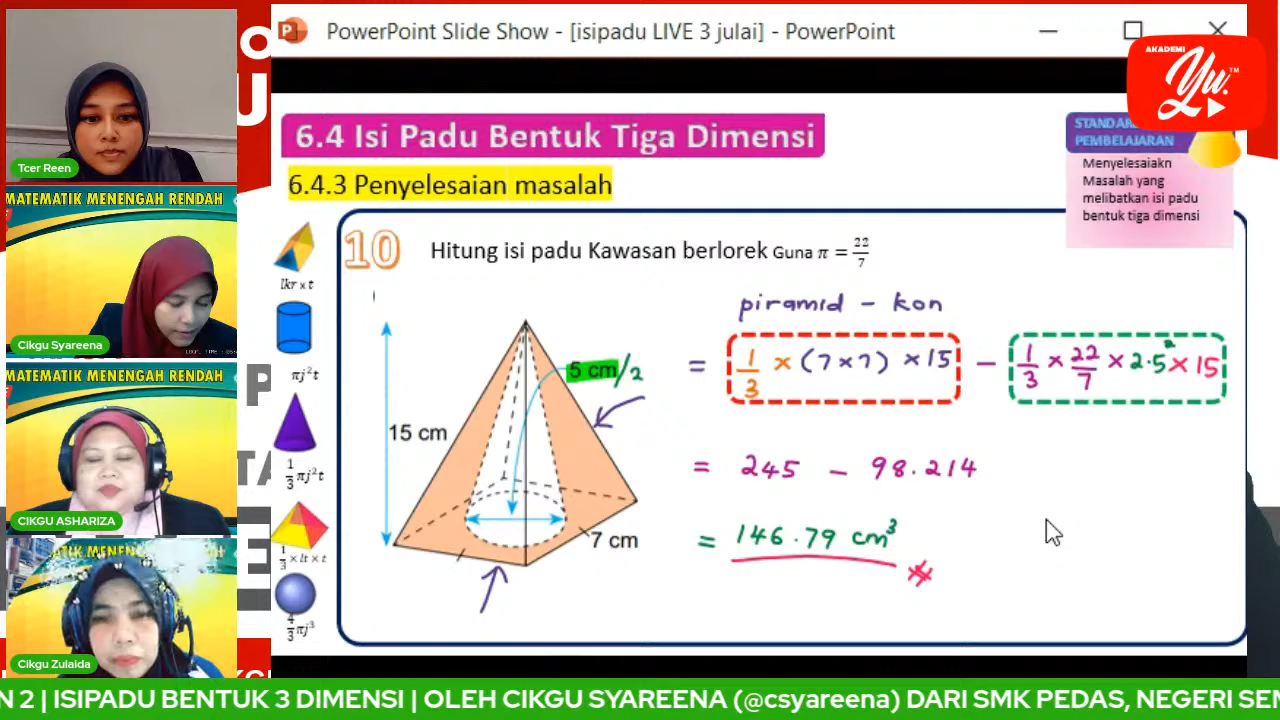 PowerPoint Slide Show - [isipadu LIVE 3 julai] - PowerPoint
AKADEMI
Yu.™
Tcer Reen
MATEMATIK MENENGAH RENDAH
Cikgu Syareena
MATEMATIK MENENGAH RENDAH
CIKGU ASHARIZA
Cikgu Zulaida
6.4 Isi Padu Bentuk Tiga Dimensi
6.4.3 Penyelesaian masalah
PEMBELAJARAN
Menyelesaiakn
Masalah yang
melibatkan isi padu
bentuk tiga dimensi
lkr × t
πj²t
1/3 πj²t
1/3 × lt × t
4/3 πj³
10 Hitung isi padu Kawasan berlorek Guna π = 22/7
5 cm/2
15 cm
7 cm
piramid - kon
= 1/3 × (7×7) × 15 - 1/3 × 22/7 × 2.5² × 15
= 245 - 98.214
= 146.79 cm³
N 2 | ISIPADU BENTUK 3 DIMENSI | OLEH CIKGU SYAREENA (@csyareena) DARI SMK PEDAS, NEGERI SEM